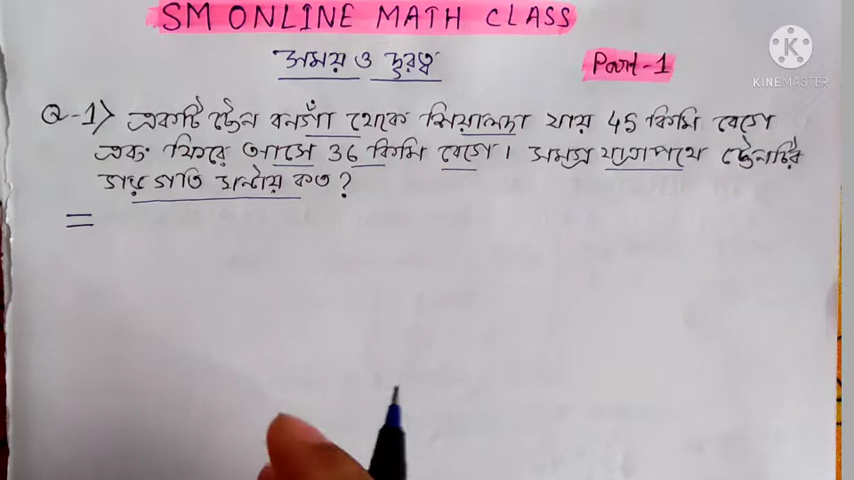 SM ONLINE MATH CLASS
সময় ও দূরত্ব
Part-1
KINEMASTER
Q-1> একটি ট্রেন বনগাঁ থেকে শিয়ালদা যায় 45 কিমি বেগে
এবং ফিরে আসে 36 কিমি বেগে। সমগ্র যাত্রাপথে ট্রেনটির
গড় গতি ঘন্টায় কত?
=